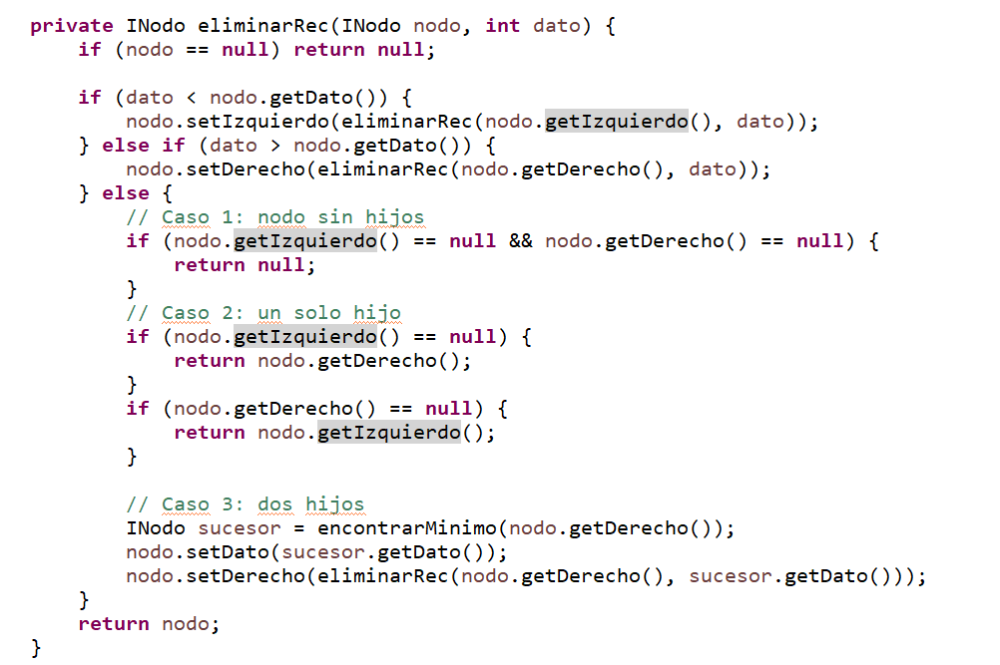 private INodo eliminarRec(INodo nodo, int dato) {
    if (nodo == null) return null;

    if (dato < nodo.getDato()) {
        nodo.setIzquierdo(eliminarRec(nodo.getIzquierdo(), dato));
    } else if (dato > nodo.getDato()) {
        nodo.setDerecho(eliminarRec(nodo.getDerecho(), dato));
    } else {
        // Caso 1: nodo sin hijos
        if (nodo.getIzquierdo() == null && nodo.getDerecho() == null) {
            return null;
        }
        // Caso 2: un solo hijo
        if (nodo.getIzquierdo() == null) {
            return nodo.getDerecho();
        }
        if (nodo.getDerecho() == null) {
            return nodo.getIzquierdo();
        }

        // Caso 3: dos hijos
        INodo sucesor = encontrarMinimo(nodo.getDerecho());
        nodo.setDato(sucesor.getDato());
        nodo.setDerecho(eliminarRec(nodo.getDerecho(), sucesor.getDato()));
    }
    return nodo;
}